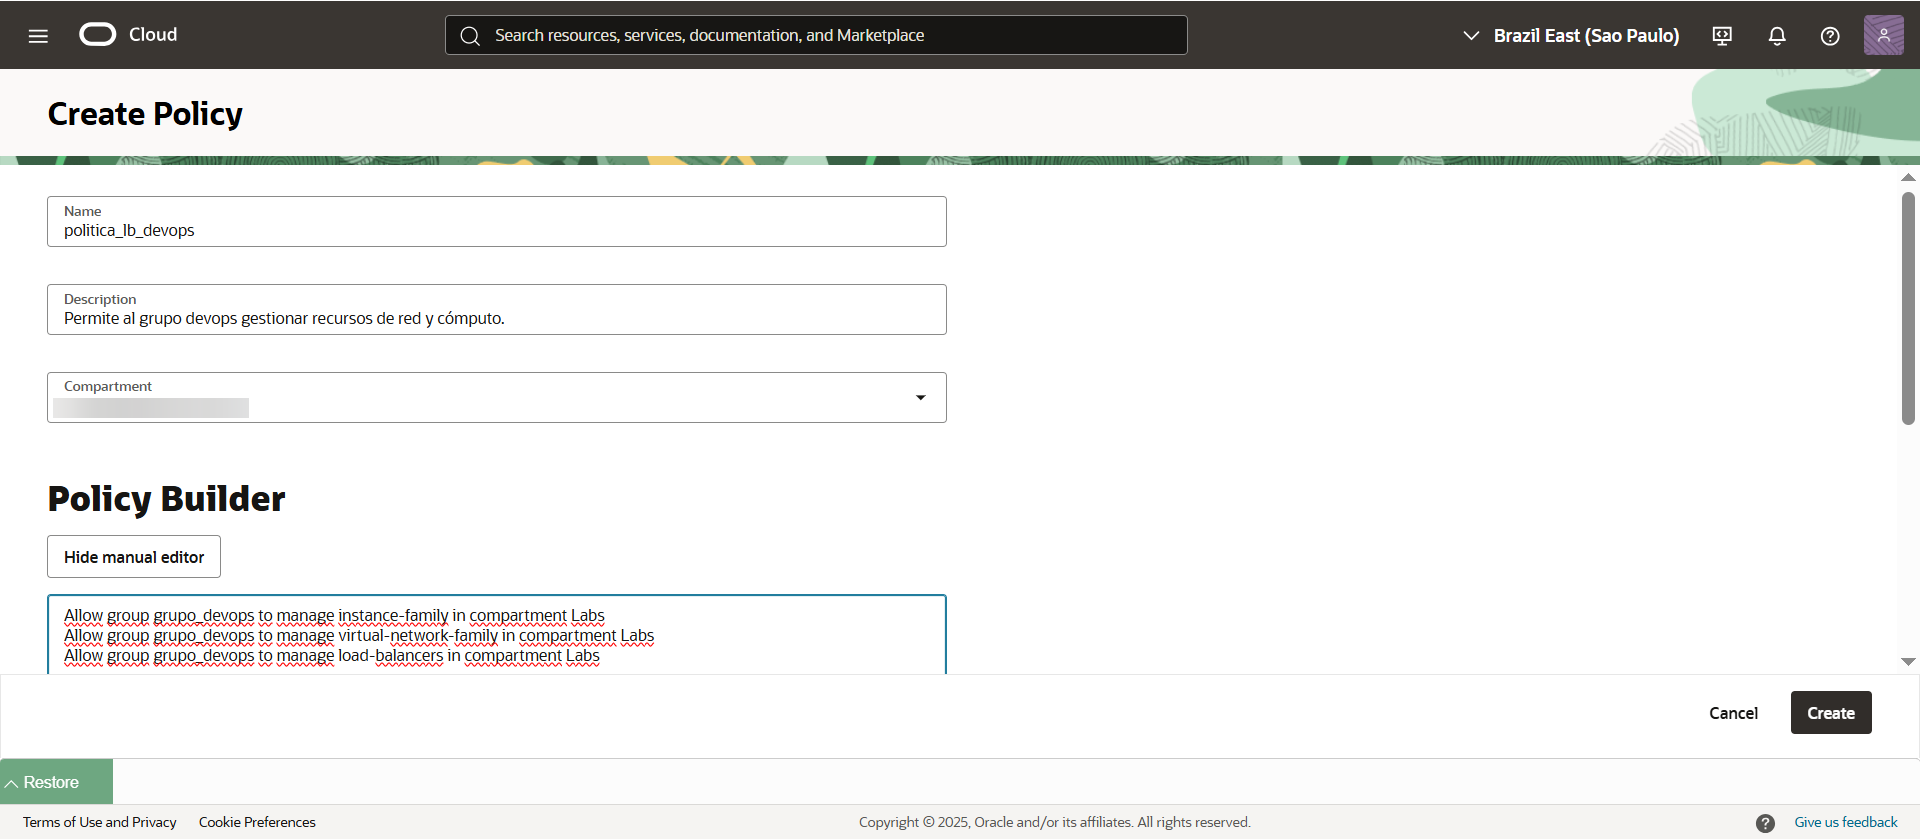 Cloud
Search resources, services, documentation, and Marketplace
Brazil East (Sao Paulo)
Create Policy
Name
politica_lb_devops
Description
Permite al grupo devops gestionar recursos de red y cómputo.
Compartment
Policy Builder
Hide manual editor
Allow group grupo_devops to manage instance-family in compartment Labs
Allow group grupo_devops to manage virtual-network-family in compartment Labs
Allow group grupo_devops to manage load-balancers in compartment Labs
Cancel
Create
Restore
Terms of Use and Privacy
Cookie Preferences
Copyright © 2025, Oracle and/or its affiliates. All rights reserved.
Give us feedback